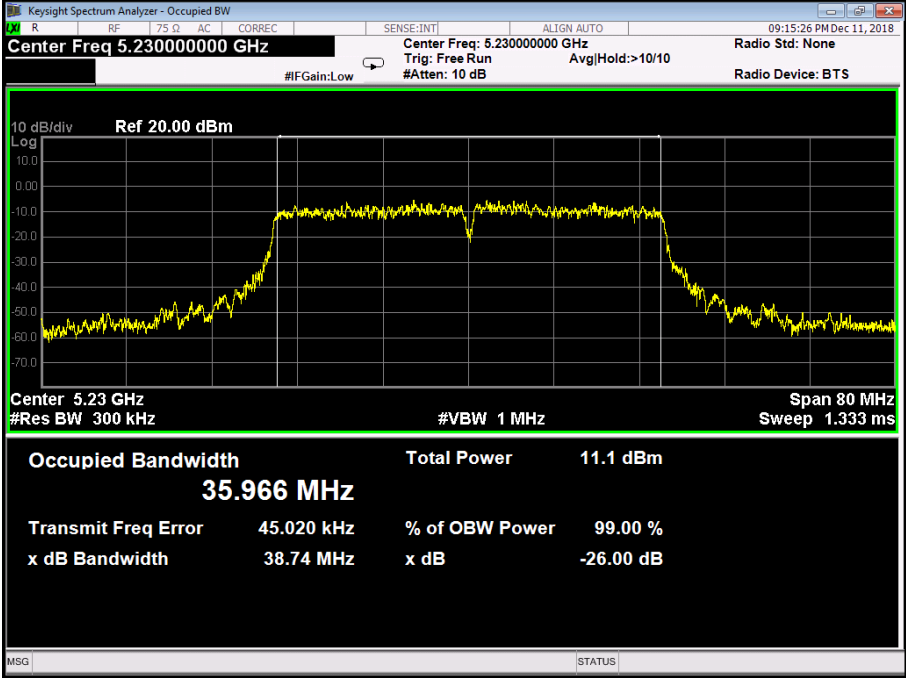 Keysight Spectrum Analyzer - Occupied BW
LXI R RF 75 Ω AC CORREC SENSE:INT ALIGN AUTO 09:15:26 PM Dec 11, 2018
Center Freq 5.230000000 GHz Center Freq: 5.230000000 GHz Radio Std: None
Trig: Free Run Avg|Hold:>10/10
#IFGain:Low #Atten: 10 dB Radio Device: BTS
10 dB/div Ref 20.00 dBm
Log
10.0
0.00
-10.0
-20.0
-30.0
-40.0
-50.0
-60.0
-70.0
Center 5.23 GHz Span 80 MHz
#Res BW 300 kHz #VBW 1 MHz Sweep 1.333 ms
Occupied Bandwidth Total Power 11.1 dBm
35.966 MHz
Transmit Freq Error 45.020 kHz % of OBW Power 99.00 %
x dB Bandwidth 38.74 MHz x dB -26.00 dB
MSG STATUS